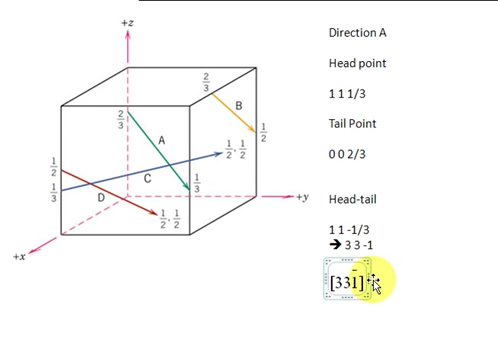 +z
2/3
B
2/3
A
1/2
1/2, 1/2
1/2
C
1/3
1/3
D
+y
1/2, 1/2
+x
Direction A
Head point
1 1 1/3
Tail Point
0 0 2/3
Head-tail
1 1 -1/3
➔ 3 3 -1
[331̄]